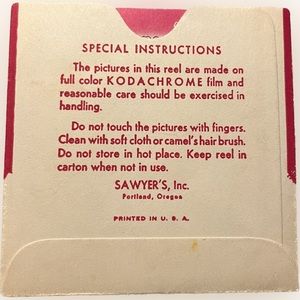 SPECIAL INSTRUCTIONS
The pictures in this reel are made on
full color KODACHROME film and
reasonable care should be exercised in
handling.
Do not touch the pictures with fingers.
Clean with soft cloth or camel's hair brush.
Do not store in hot place. Keep reel in
carton when not in use.
SAWYER'S, Inc.
Portland, Oregon
PRINTED IN U. S. A.